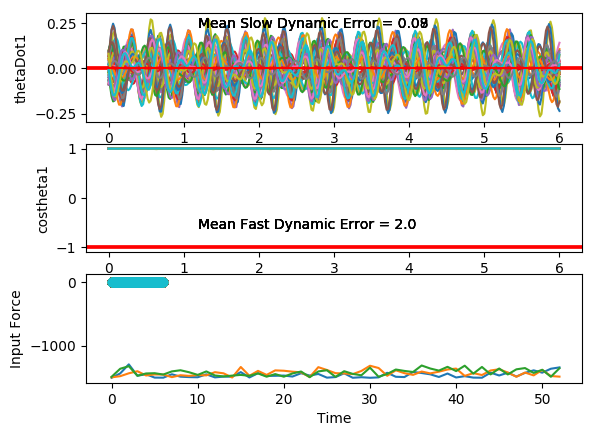 Mean Slow Dynamic Error =
0.25
0.00
−0.25
thetaDot1
0 1 2 3 4 5 6
1
0
−1
costheta1
Mean Fast Dynamic Error = 2.0
0 1 2 3 4 5 6
0
−1000
Input Force
0 10 20 30 40 50
Time